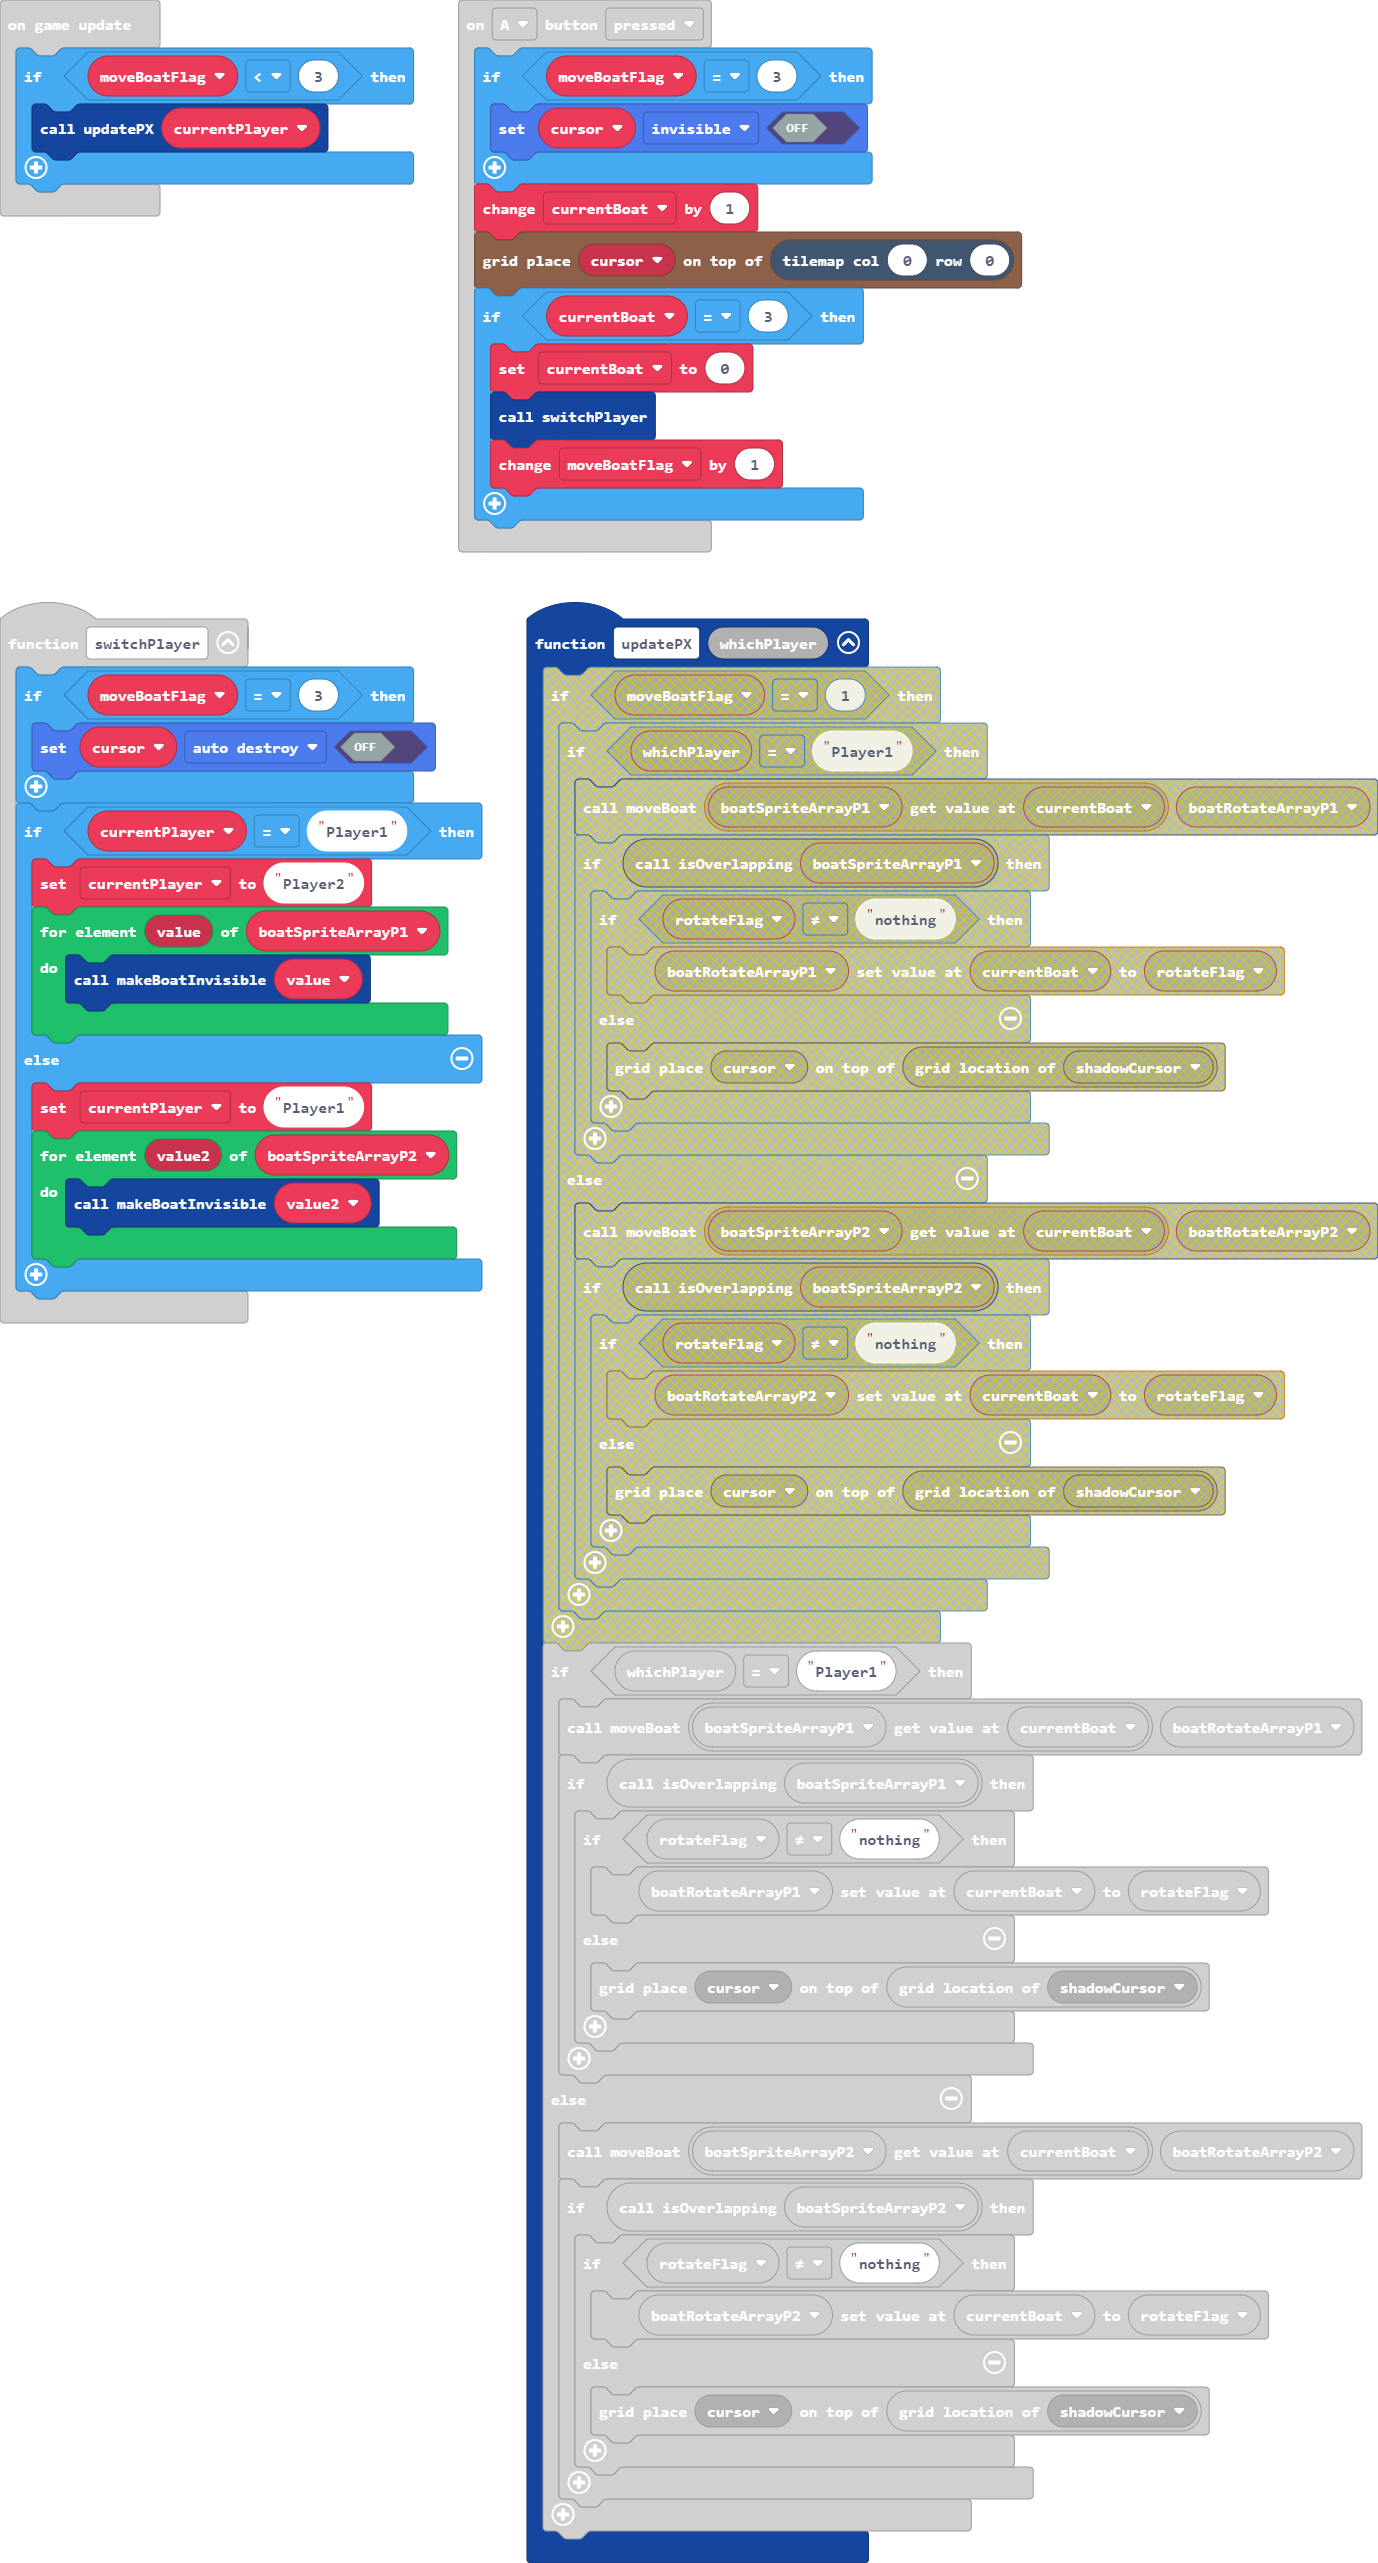 on game update
if moveBoatFlag < 3 then
call updatePX currentPlayer
on A button pressed
if moveBoatFlag = 3 then
set cursor invisible OFF
change currentBoat by 1
grid place cursor on top of tilemap col 0 row 0
if currentBoat = 3 then
set currentBoat to 0
call switchPlayer
change moveBoatFlag by 1
function switchPlayer
if moveBoatFlag = 3 then
set cursor auto destroy OFF
if currentPlayer = "Player1" then
set currentPlayer to "Player2"
for element value of boatSpriteArrayP1
do call makeBoatInvisible value
else
set currentPlayer to "Player1"
for element value2 of boatSpriteArrayP2
do call makeBoatInvisible value2
function updatePX whichPlayer
if moveBoatFlag = 1 then
if whichPlayer = "Player1" then
call moveBoat boatSpriteArrayP1 get value at currentBoat boatRotateArrayP1
if call isOverlapping boatSpriteArrayP1 then
if rotateFlag ≠ "nothing" then
boatRotateArrayP1 set value at currentBoat to rotateFlag
else
grid place cursor on top of grid location of shadowCursor
else
call moveBoat boatSpriteArrayP2 get value at currentBoat boatRotateArrayP2
if call isOverlapping boatSpriteArrayP2 then
if rotateFlag ≠ "nothing" then
boatRotateArrayP2 set value at currentBoat to rotateFlag
else
grid place cursor on top of grid location of shadowCursor
if whichPlayer = "Player1" then
call moveBoat boatSpriteArrayP1 get value at currentBoat boatRotateArrayP1
if call isOverlapping boatSpriteArrayP1 then
if rotateFlag ≠ "nothing" then
boatRotateArrayP1 set value at currentBoat to rotateFlag
else
grid place cursor on top of grid location of shadowCursor
else
call moveBoat boatSpriteArrayP2 get value at currentBoat boatRotateArrayP2
if call isOverlapping boatSpriteArrayP2 then
if rotateFlag ≠ "nothing" then
boatRotateArrayP2 set value at currentBoat to rotateFlag
else
grid place cursor on top of grid location of shadowCursor